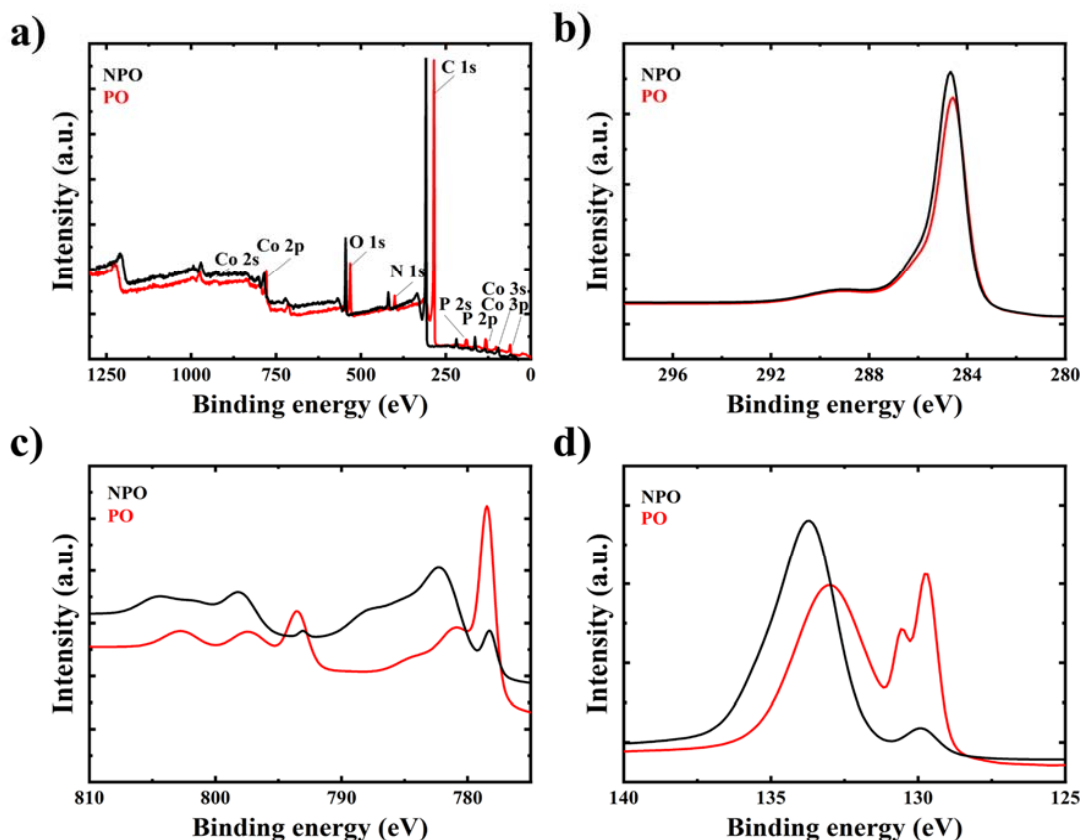 a)
NPO
PO
C 1s
Co 2s
Co 2p
O 1s
N 1s
P 2s
P 2p
Co 3s
Co 3p
Intensity (a.u.)
1250
1000
750
500
250
0
Binding energy (eV)
b)
NPO
PO
Intensity (a.u.)
296
292
288
284
280
Binding energy (eV)
c)
NPO
PO
Intensity (a.u.)
810
800
790
780
Binding energy (eV)
d)
NPO
PO
Intensity (a.u.)
140
135
130
125
Binding energy (eV)